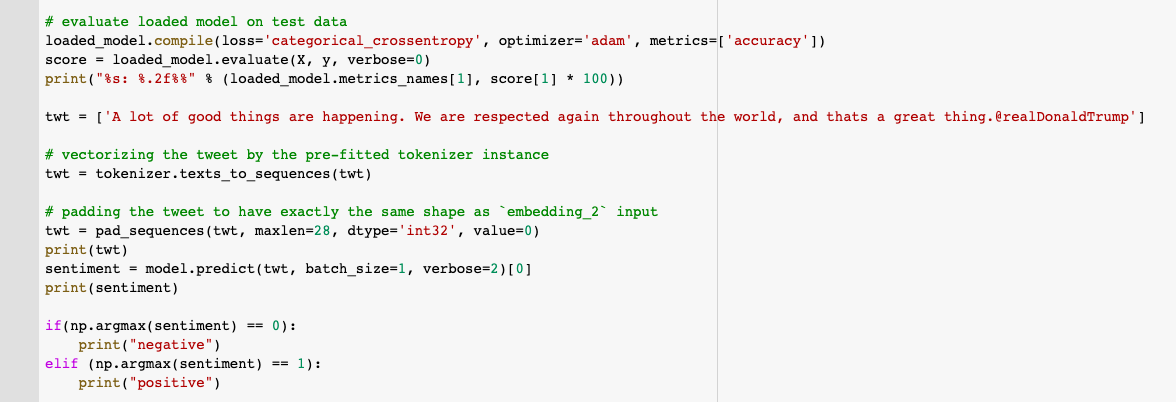 # evaluate loaded model on test data
loaded_model.compile(loss='categorical_crossentropy', optimizer='adam', metrics=['accuracy'])
score = loaded_model.evaluate(X, y, verbose=0)
print("%s: %.2f%%" % (loaded_model.metrics_names[1], score[1] * 100))

twt = ['A lot of good things are happening. We are respected again throughout the world, and thats a great thing.@realDonaldTrump']

# vectorizing the tweet by the pre-fitted tokenizer instance
twt = tokenizer.texts_to_sequences(twt)

# padding the tweet to have exactly the same shape as `embedding_2` input
twt = pad_sequences(twt, maxlen=28, dtype='int32', value=0)
print(twt)
sentiment = model.predict(twt, batch_size=1, verbose=2)[0]
print(sentiment)

if(np.argmax(sentiment) == 0):
    print("negative")
elif (np.argmax(sentiment) == 1):
    print("positive")